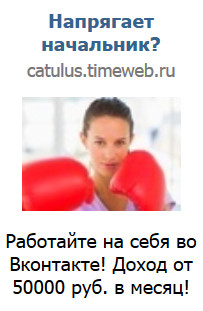 Напрягает
начальник?
catulus.timeweb.ru
Работайте на себя во
Вконтакте! Доход от
50000 руб. в месяц!